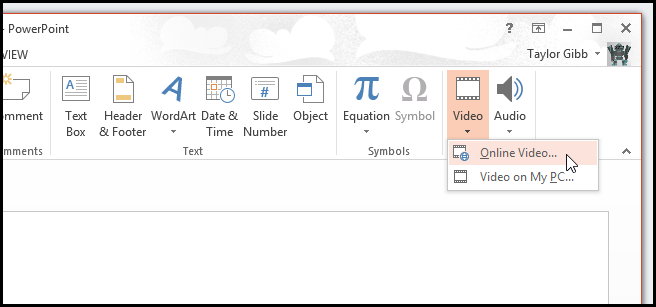 - PowerPoint
?
VIEW
Taylor Gibb
omment
Text Box
Header & Footer
WordArt
Date & Time
Slide Number
Object
Equation
Symbol
Video
Audio
mments
Text
Symbols
Online Video...
Video on My PC...